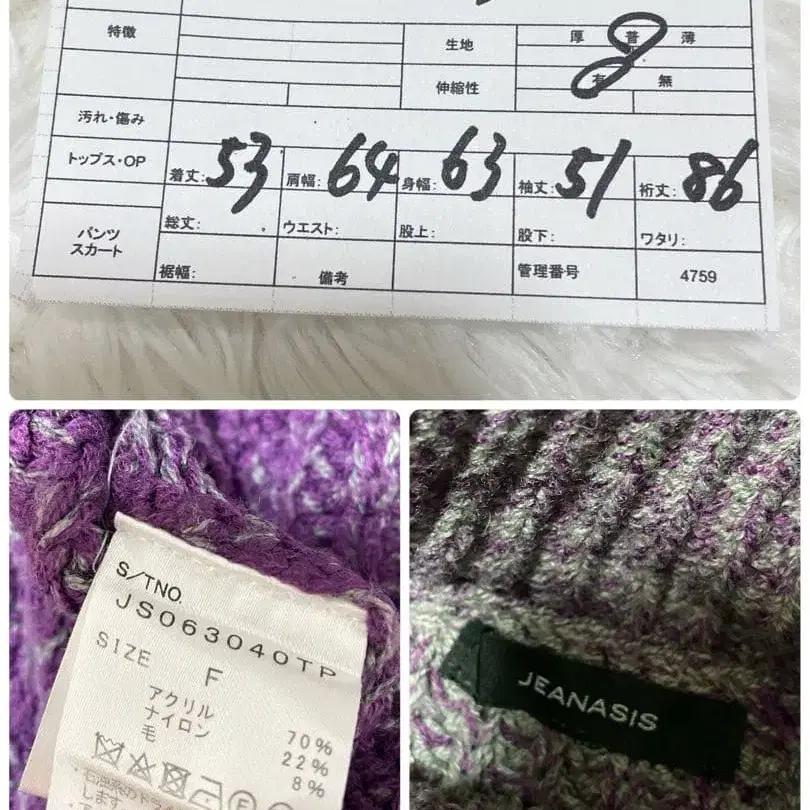 特徴 生地 厚 普 薄
伸縮性 有 無
汚れ・傷み
トップス・OP 着丈:53 肩幅:64 身幅:63 袖丈:51 裄丈:86
パンツ スカート 総丈: ウエスト: 股上: 股下: ワタリ:
裾幅: 備考 管理番号 4759
S/TNO.
JS063040TP
SIZE F
アクリル 70%
ナイロン 22%
毛 8%
します
JEANASIS